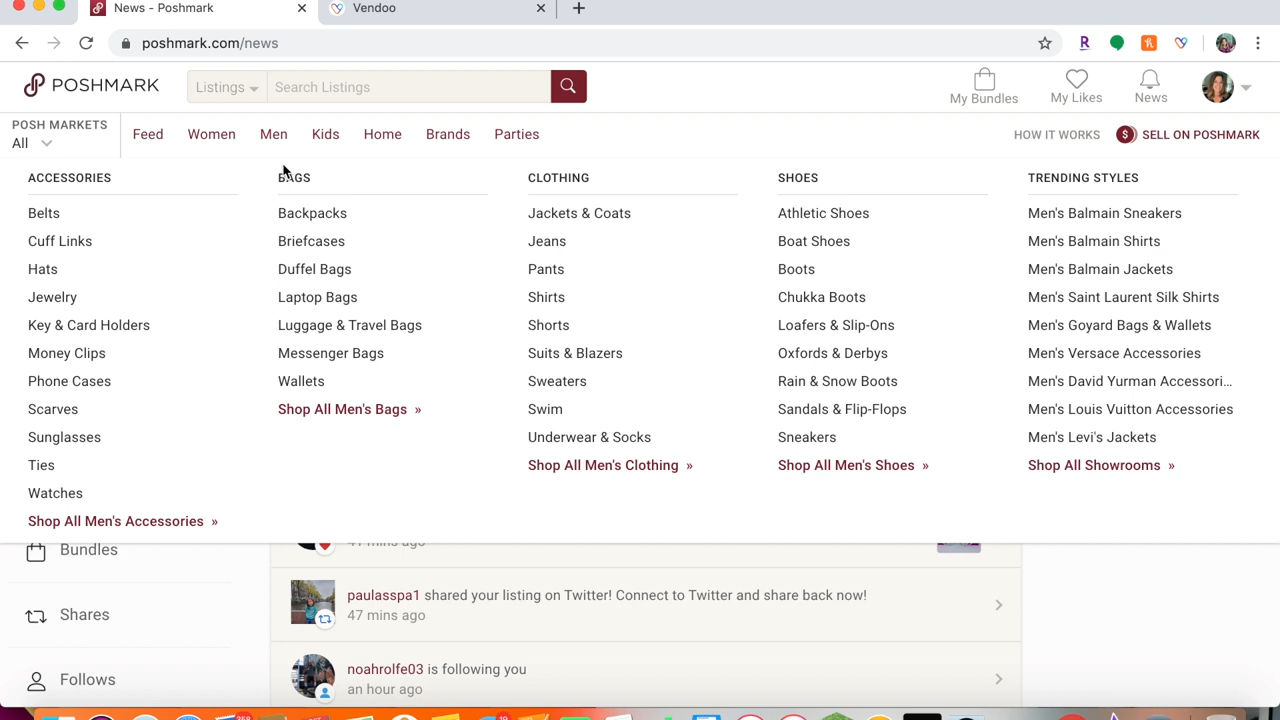 News - Poshmark
Vendoo
poshmark.com/news
POSHMARK
Listings
Search Listings
My Bundles
My Likes
News
POSH MARKETS
All
Feed
Women
Men
Kids
Home
Brands
Parties
HOW IT WORKS
$
SELL ON POSHMARK
ACCESSORIES
Belts
Cuff Links
Hats
Jewelry
Key & Card Holders
Money Clips
Phone Cases
Scarves
Sunglasses
Ties
Watches
Shop All Men's Accessories »
BAGS
Backpacks
Briefcases
Duffel Bags
Laptop Bags
Luggage & Travel Bags
Messenger Bags
Wallets
Shop All Men's Bags »
CLOTHING
Jackets & Coats
Jeans
Pants
Shirts
Shorts
Suits & Blazers
Sweaters
Swim
Underwear & Socks
Shop All Men's Clothing »
SHOES
Athletic Shoes
Boat Shoes
Boots
Chukka Boots
Loafers & Slip-Ons
Oxfords & Derbys
Rain & Snow Boots
Sandals & Flip-Flops
Sneakers
Shop All Men's Shoes »
TRENDING STYLES
Men's Balmain Sneakers
Men's Balmain Shirts
Men's Balmain Jackets
Men's Saint Laurent Silk Shirts
Men's Goyard Bags & Wallets
Men's Versace Accessories
Men's David Yurman Accessori...
Men's Louis Vuitton Accessories
Men's Levi's Jackets
Shop All Showrooms »
Bundles
Shares
Follows
mins ago
paulasspa1 shared your listing on Twitter! Connect to Twitter and share back now!
47 mins ago
noahrolfe03 is following you
an hour ago